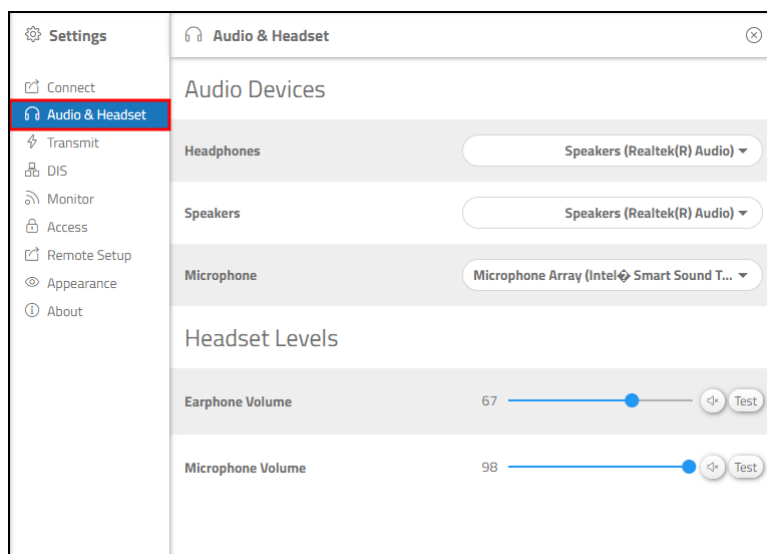 Settings
Audio & Headset
Connect
Audio & Headset
Transmit
DIS
Monitor
Access
Remote Setup
Appearance
About
Audio Devices
Headphones
Speakers (Realtek(R) Audio)
Speakers
Speakers (Realtek(R) Audio)
Microphone
Microphone Array (Intel� Smart Sound T...
Headset Levels
Earphone Volume
67
Test
Microphone Volume
98
Test